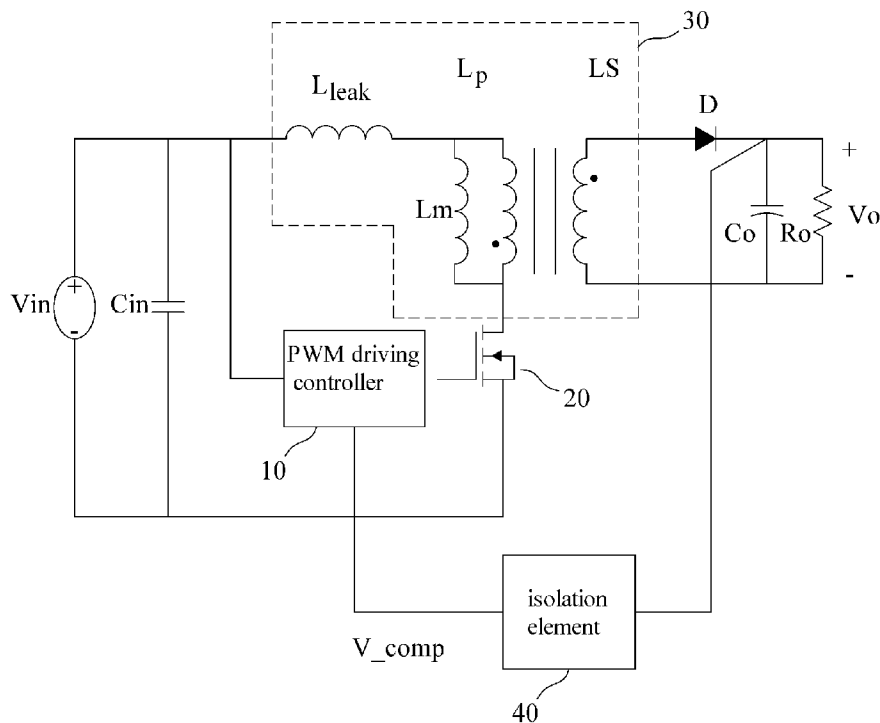 30
L_p
LS
L_leak
D
+
Lm
Co
Ro
Vo
-
Vin
+
-
Cin
PWM driving
controller
20
10
isolation
element
V_comp
40